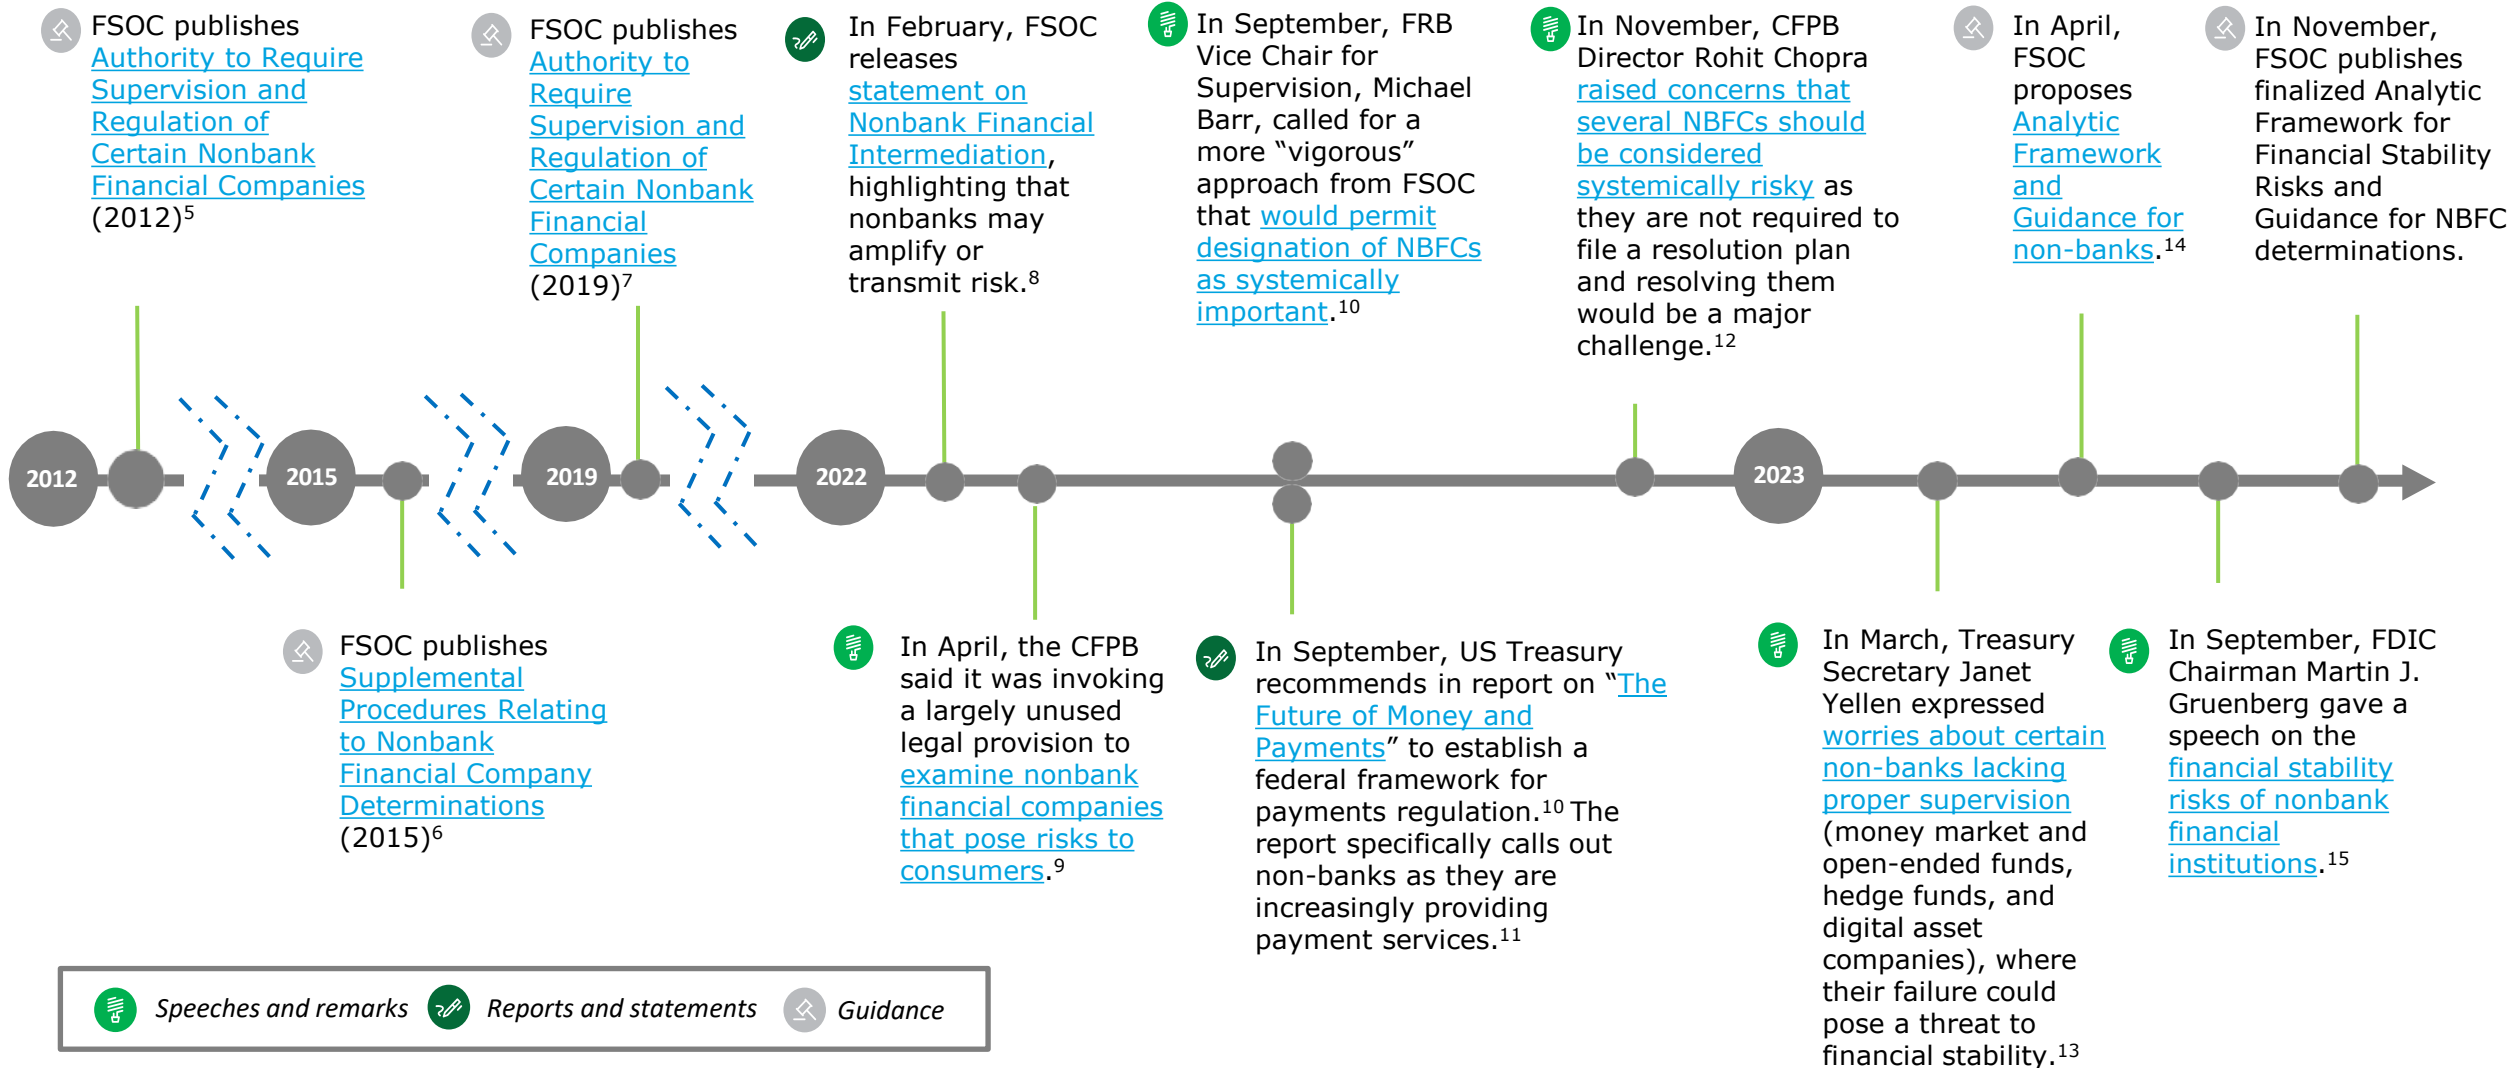 FSOC publishes
Authority to Require
Supervision and
Regulation of
Certain Nonbank
Financial Companies
(2012)5
FSOC publishes
Authority to
Require
Supervision and
Regulation of
Certain Nonbank
Financial
Companies
(2019)7
In February, FSOC
releases
statement on
Nonbank Financial
Intermediation,
highlighting that
nonbanks may
amplify or
transmit risk.8
In September, FRB
Vice Chair for
Supervision, Michael
Barr, called for a
more “vigorous”
approach from FSOC
that would permit
designation of NBFCs
as systemically
important.10
In November, CFPB
Director Rohit Chopra
raised concerns that
several NBFCs should
be considered
systemically risky as
they are not required to
file a resolution plan
and resolving them
would be a major
challenge.12
In April,
FSOC
proposes
Analytic
Framework
and
Guidance for
non-banks.14
In November,
FSOC publishes
finalized Analytic
Framework for
Financial Stability
Risks and
Guidance for NBFC
determinations.
2012
2015
2019
2022
2023
FSOC publishes
Supplemental
Procedures Relating
to Nonbank
Financial Company
Determinations
(2015)6
In April, the CFPB
said it was invoking
a largely unused
legal provision to
examine nonbank
financial companies
that pose risks to
consumers.9
In September, US Treasury
recommends in report on “The
Future of Money and
Payments” to establish a
federal framework for
payments regulation.10 The
report specifically calls out
non-banks as they are
increasingly providing
payment services.11
In March, Treasury
Secretary Janet
Yellen expressed
worries about certain
non-banks lacking
proper supervision
(money market and
open-ended funds,
hedge funds, and
digital asset
companies), where
their failure could
pose a threat to
financial stability.13
In September, FDIC
Chairman Martin J.
Gruenberg gave a
speech on the
financial stability
risks of nonbank
financial
institutions.15
Speeches and remarks
Reports and statements
Guidance